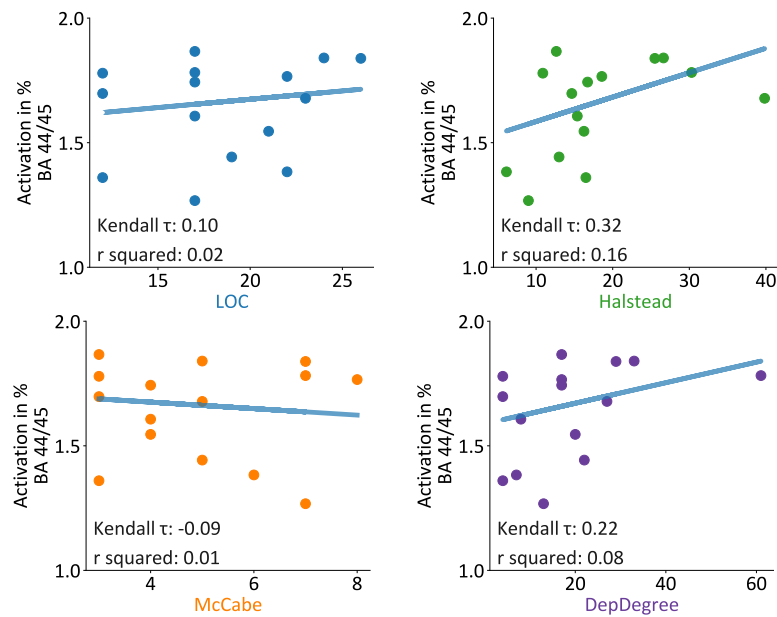 2.0
1.5
1.0
Activation in %
BA 44/45
Kendall τ: 0.10
r squared: 0.02
15 20 25
LOC
2.0
1.5
1.0
Activation in %
BA 44/45
Kendall τ: 0.32
r squared: 0.16
10 20 30 40
Halstead
2.0
1.5
1.0
Activation in %
BA 44/45
Kendall τ: -0.09
r squared: 0.01
4 6 8
McCabe
2.0
1.5
1.0
Activation in %
BA 44/45
Kendall τ: 0.22
r squared: 0.08
20 40 60
DepDegree